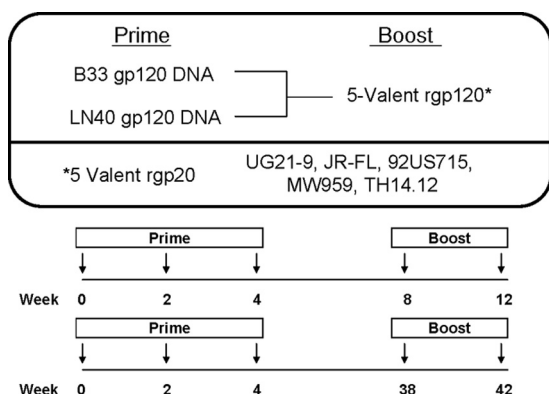 Prime Boost
B33 gp120 DNA
5-Valent rgp120*
LN40 gp120 DNA
*5 Valent rgp20
UG21-9, JR-FL, 92US715,
MW959, TH14.12
Prime Boost
Week 0 2 4 8 12
Prime Boost
Week 0 2 4 38 42